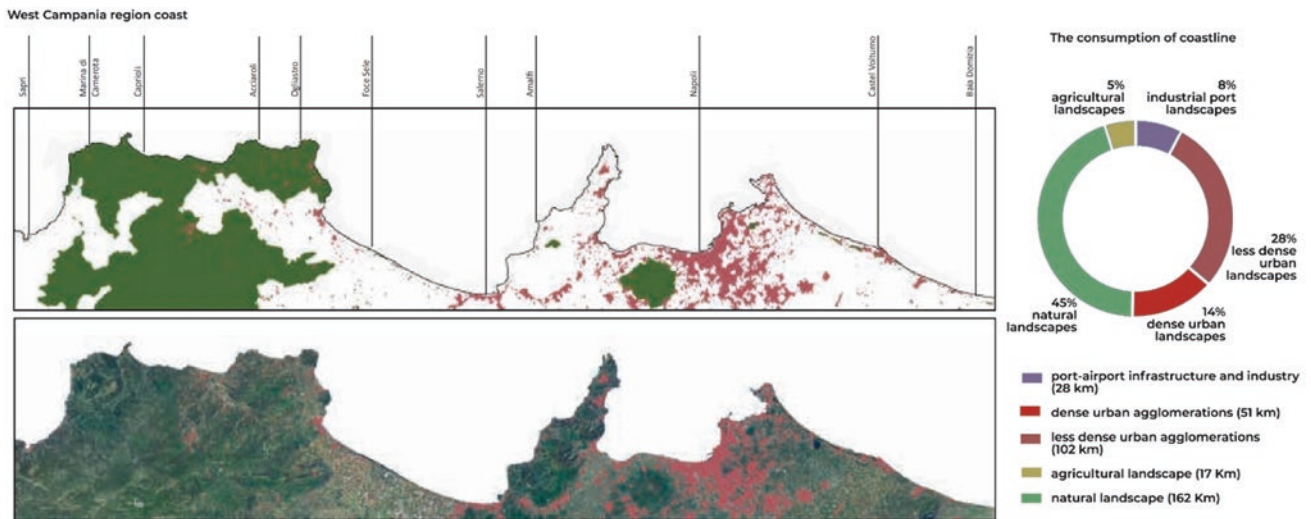 West Campania region coast
Sapri
Marina di
Camerota
Caprioli
Acciaroli
Ogliastro
Foce Sele
Salerno
Amalfi
Napoli
Castel Volturno
Baia Domizia
The consumption of coastline
5%
agricultural
landscapes
8%
industrial port
landscapes
28%
less dense
urban
landscapes
45%
natural
landscapes
14%
dense urban
landscapes
port-airport infrastructure and industry
(28 km)
dense urban agglomerations (51 km)
less dense urban agglomerations
(102 km)
agricultural landscape (17 Km)
natural landscape (162 Km)